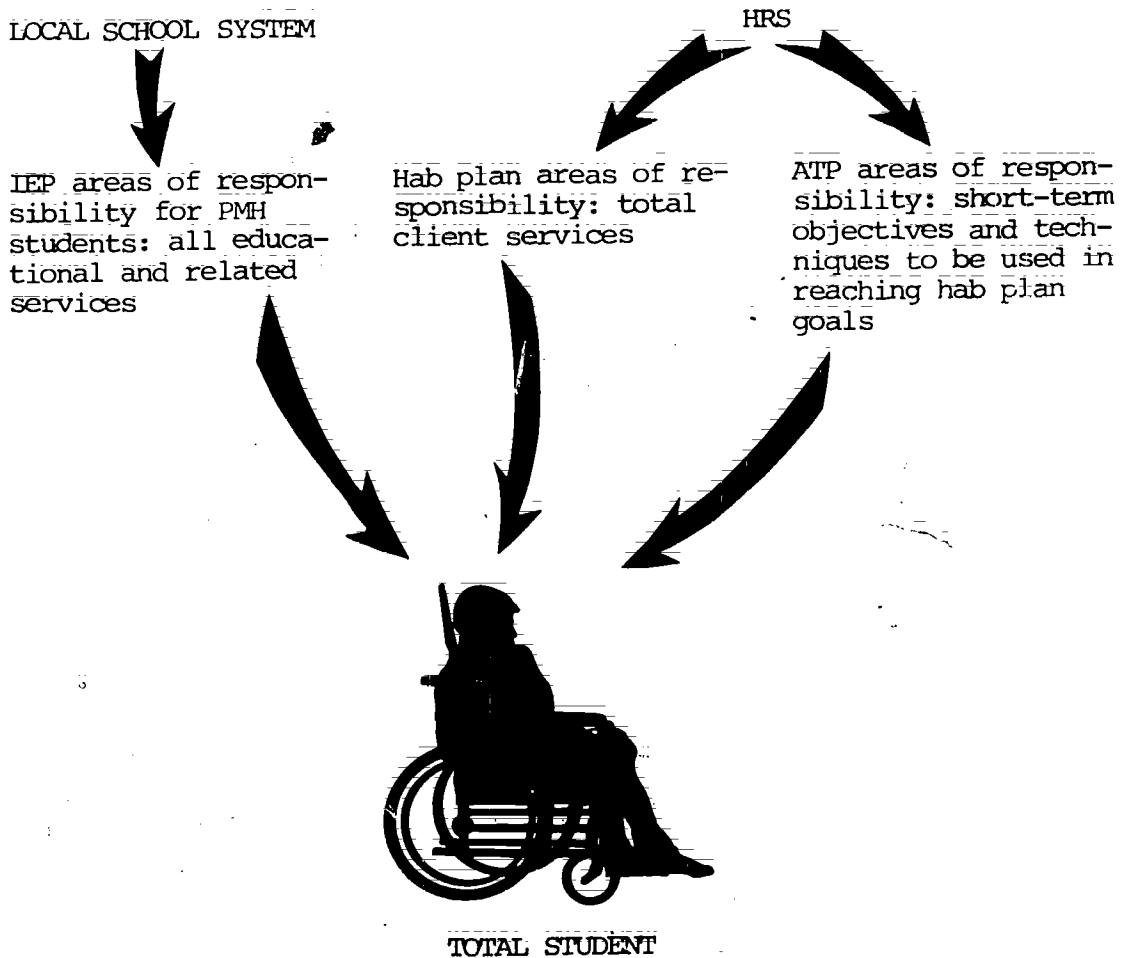 LOCAL SCHOOL SYSTEM
HRS
IEP areas of respon-
sibility for PMH
students: all educa-
tional and related
services
Hab plan areas of re-
sponsibility: total
client services
ATP areas of respon-
sibility: short-term
objectives and tech-
niques to be used in
reaching hab plan
goals
TOTAL STUDENT